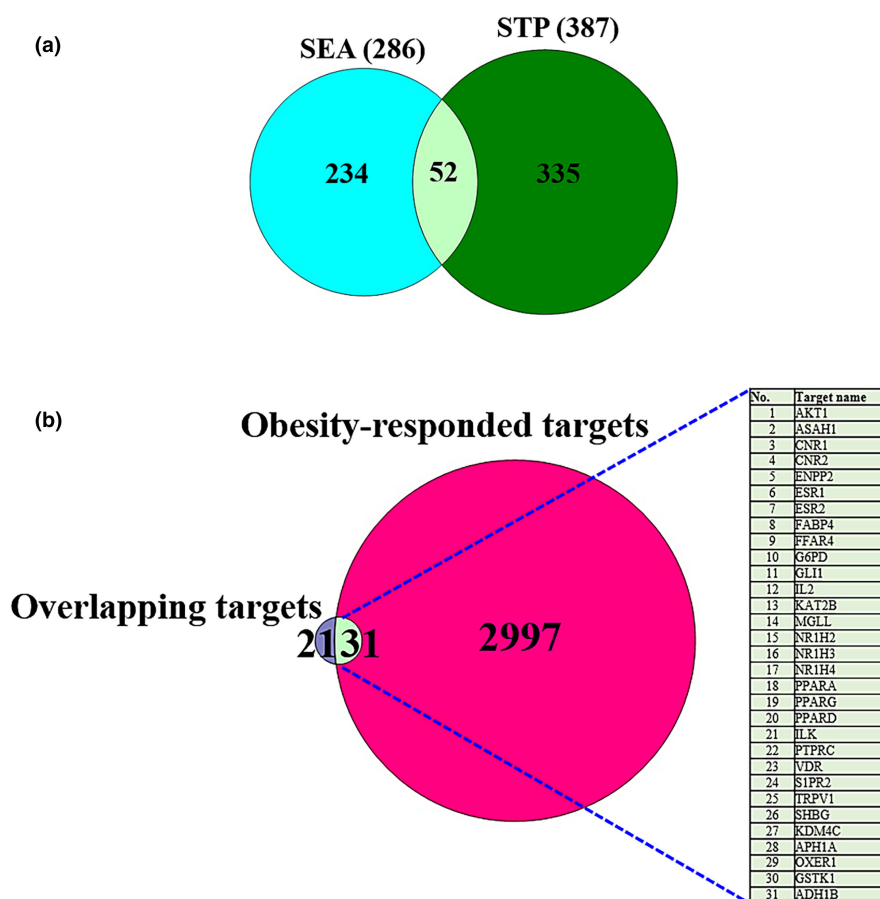 (a)
SEA (286)
STP (387)
234
52
335
(b)
Obesity-responded targets
Overlapping targets
21
31
2997
No. Target name
1 AKT1
2 ASAH1
3 CNR1
4 CNR2
5 ENPP2
6 ESR1
7 ESR2
8 FABP4
9 FFAR4
10 G6PD
11 GLI1
12 IL2
13 KAT2B
14 MGLL
15 NR1H2
16 NR1H3
17 NR1H4
18 PPARA
19 PPARG
20 PPARD
21 ILK
22 PTPRC
23 VDR
24 S1PR2
25 TRPV1
26 SHBG
27 KDM4C
28 APH1A
29 OXER1
30 GSTK1
31 ADH1B